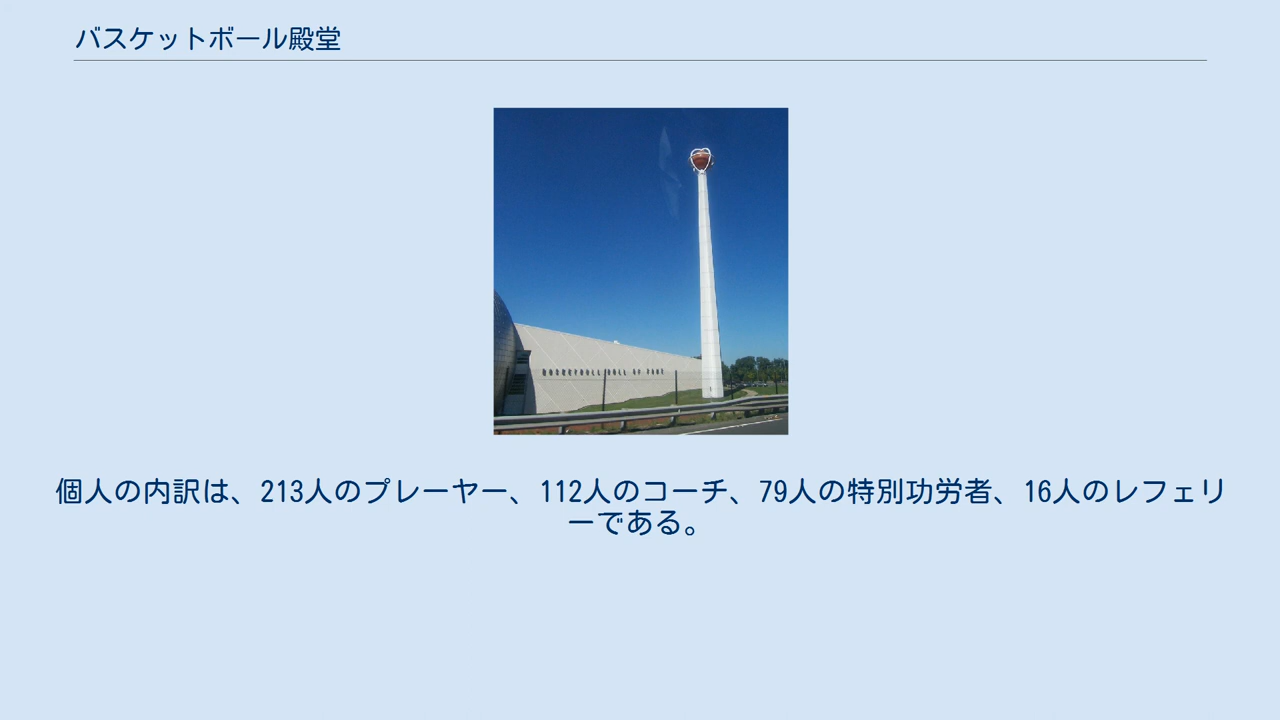 バスケットボール殿堂
個人の内訳は、213人のプレーヤー、112人のコーチ、79人の特別功労者、16人のレフェリ
ーである。